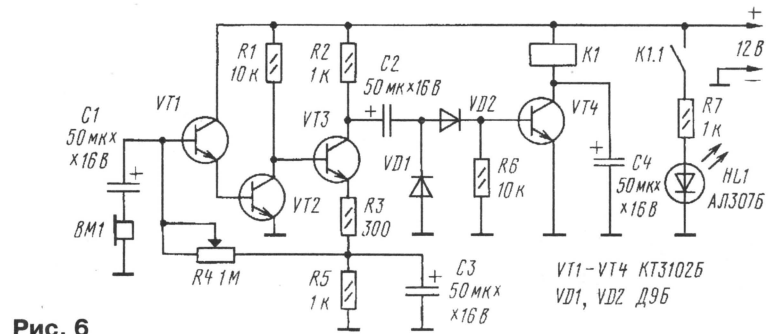 +
R1
10к
R2
1к
C2
50мк×16В
+
K1
K1.1
12В
−
VT1
VT3
VD2
VT4
R7
1к
C1
50мк×
×16В
+
VD1
R6
10к
+
C4
50мк×
×16В
HL1
АЛ307Б
VT2
R3
300
BM1
R4 1М
R5
1к
+
C3
50мк×
×16В
VT1–VT4 КТ3102Б
VD1, VD2 Д9Б
Рис. 6